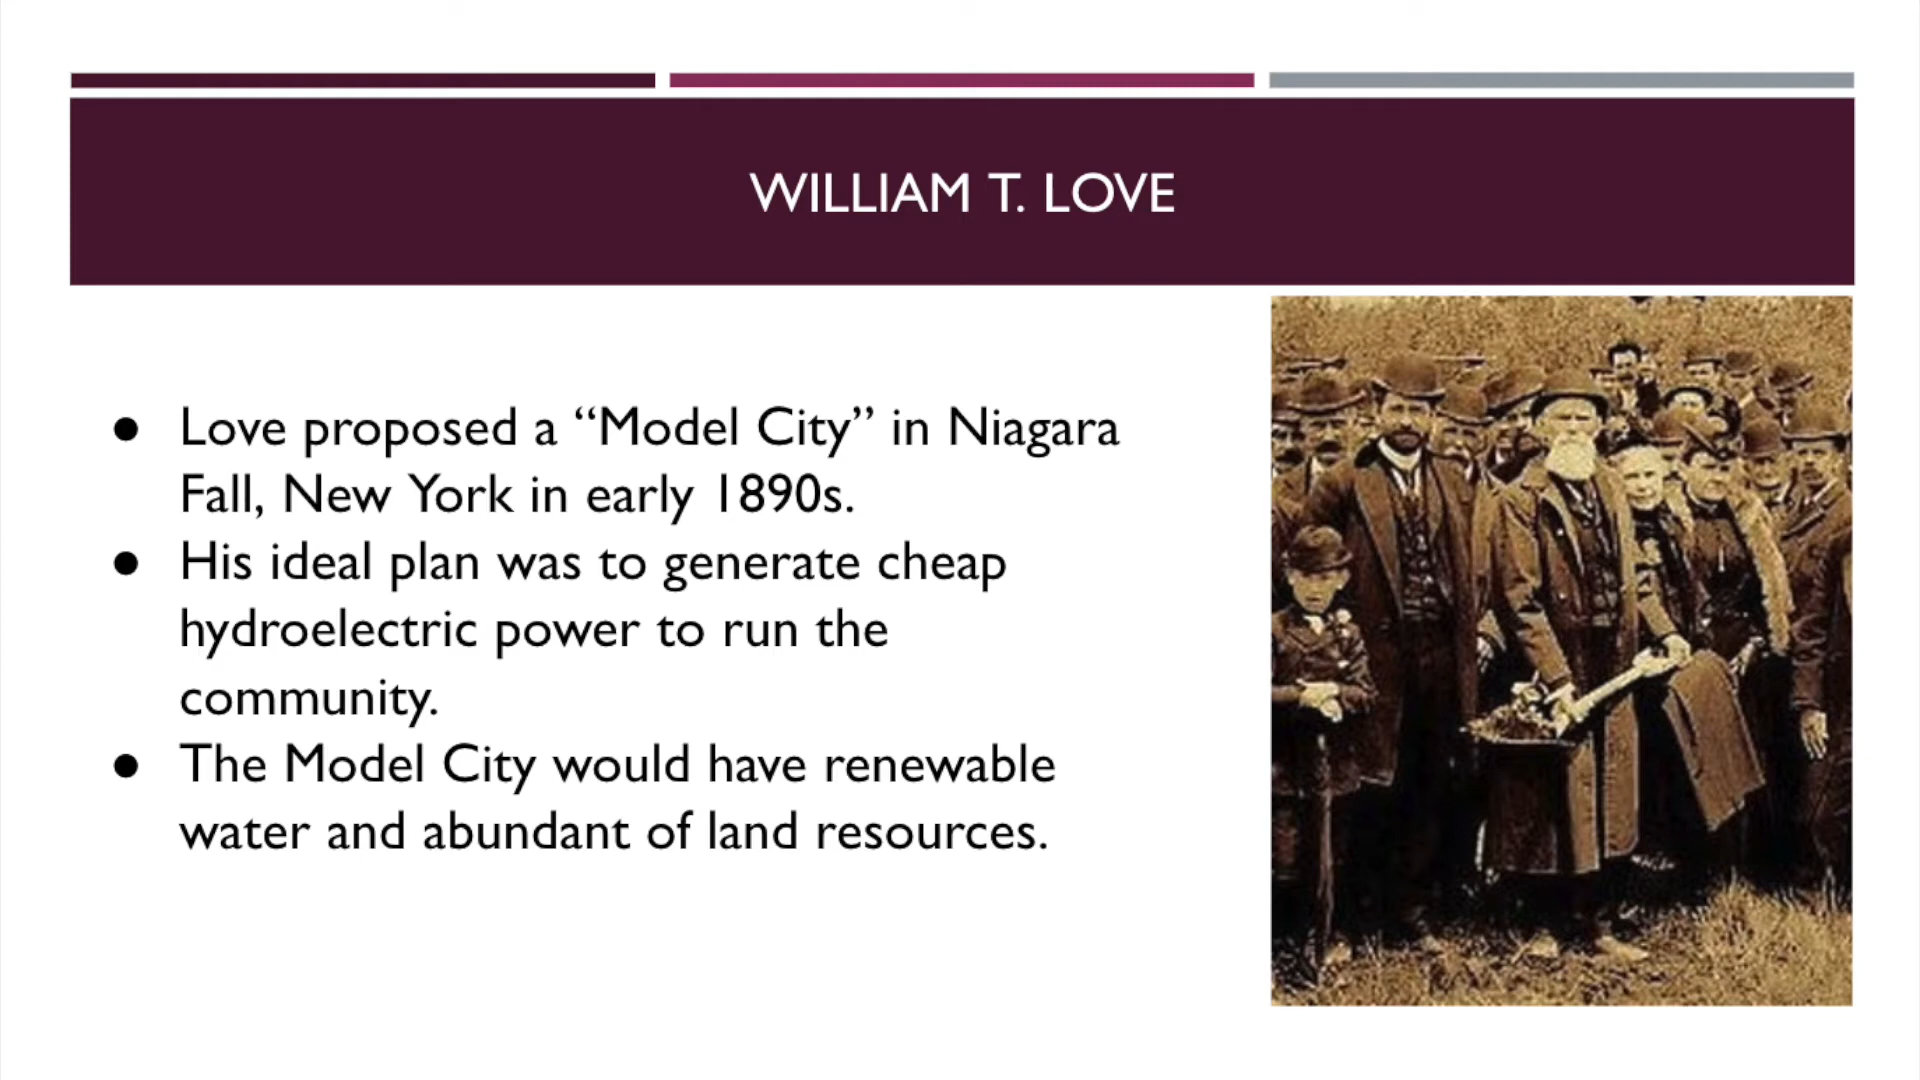 WILLIAM T. LOVE
● Love proposed a “Model City” in Niagara
Fall, New York in early 1890s.
● His ideal plan was to generate cheap
hydroelectric power to run the
community.
● The Model City would have renewable
water and abundant of land resources.